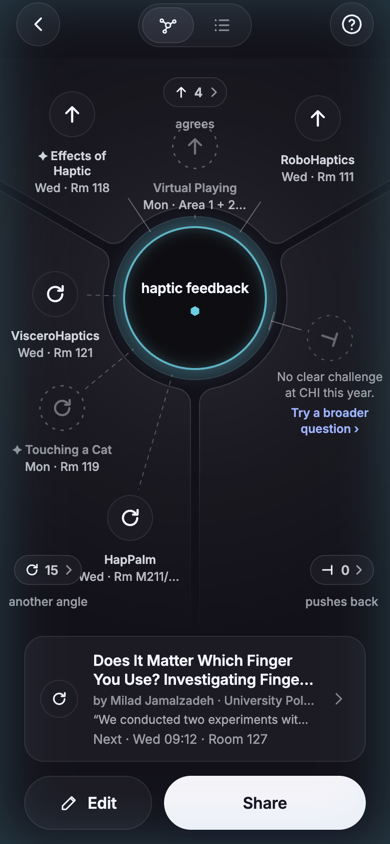 4
agrees
✦ Effects of
Haptic
Wed · Rm 118
Virtual Playing
Mon · Area 1 + 2...
RoboHaptics
Wed · Rm 111
haptic feedback
VisceroHaptics
Wed · Rm 121
No clear challenge
at CHI this year.
Try a broader
question ›
✦ Touching a Cat
Mon · Rm 119
HapPalm
Wed · Rm M211/...
15
another angle
0
pushes back
Does It Matter Which Finger
You Use? Investigating Finge...
by Milad Jamalzadeh · University Pol...
“We conducted two experiments wit...
Next · Wed 09:12 · Room 127
Edit
Share